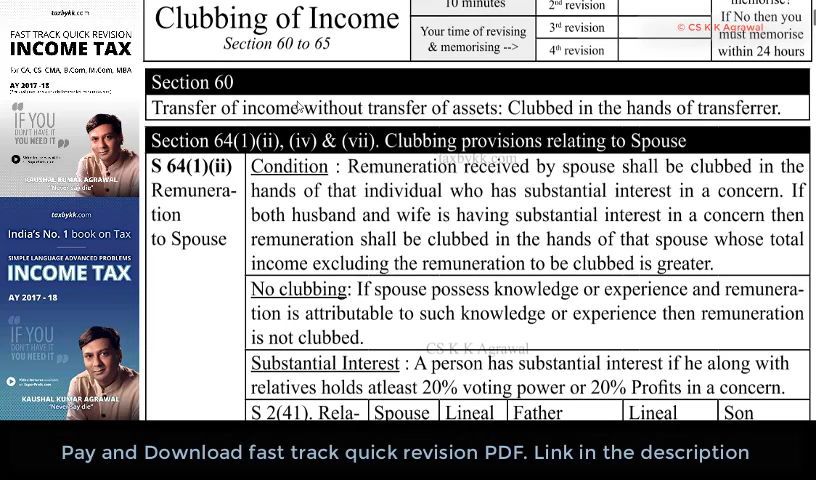 taxbykk.com
FAST TRACK QUICK REVISION
INCOME TAX
For CA, CS, CMA, B.Com, M.Com, MBA
AY 2017 -18
IF YOU
DON'T HAVE IT
YOU NEED IT
KAUSHAL KUMAR AGRAWAL
"Never say die"
taxbykk.com
India's No. 1 book on Tax
SIMPLE LANGUAGE ADVANCED PROBLEMS
INCOME TAX
AY 2017 - 18
IF YOU
DON'T HAVE IT
YOU NEED IT
KAUSHAL KUMAR AGRAWAL
"Never say die"
Clubbing of Income
Section 60 to 65
10 minutes
Your time of revising
& memorising -->
2nd revision
3rd revision
4th revision
memorise?
If No then you
must memorise
within 24 hours
© CS K K Agrawal
Section 60
Transfer of income without transfer of assets: Clubbed in the hands of transferrer.
Section 64(1)(ii), (iv) & (vii). Clubbing provisions relating to Spouse
taxbykk.com
S 64(1)(ii)
Remunera-
tion
to Spouse
Condition : Remuneration received by spouse shall be clubbed in the
hands of that individual who has substantial interest in a concern. If
both husband and wife is having substantial interest in a concern then
remuneration shall be clubbed in the hands of that spouse whose total
income excluding the remuneration to be clubbed is greater.
No clubbing: If spouse possess knowledge or experience and remunera-
tion is attributable to such knowledge or experience then remuneration
is not clubbed.
CS K K Agrawal
Substantial Interest : A person has substantial interest if he along with
relatives holds atleast 20% voting power or 20% Profits in a concern.
S 2(41). Rela- Spouse Lineal Father Lineal Son
Pay and Download fast track quick revision PDF. Link in the description